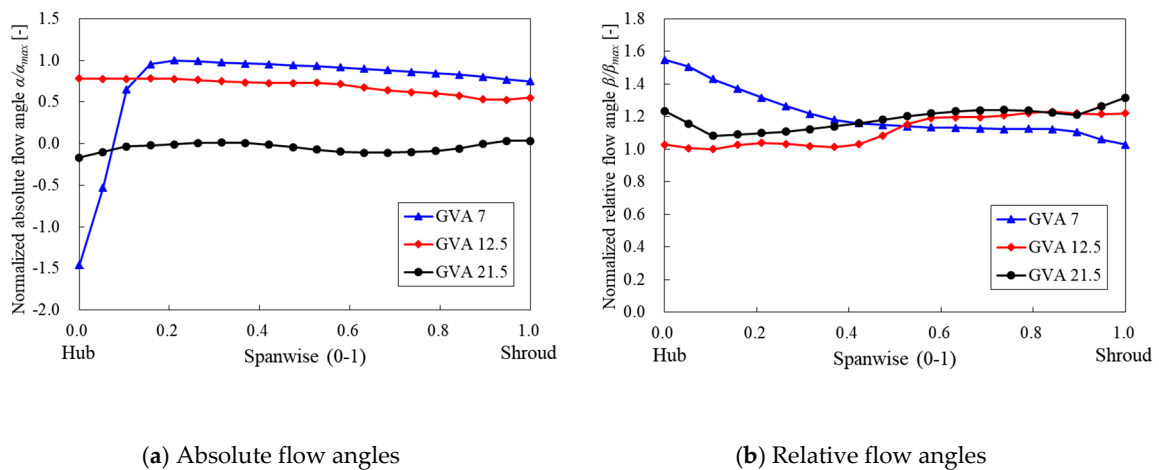 Normalized absolute flow angle α/αmax [-]
1.5
1.0
0.5
0.0
-0.5
-1.0
-1.5
-2.0
GVA 7
GVA 12.5
GVA 21.5
0.0 0.2 0.4 0.6 0.8 1.0
Hub Spanwise (0-1) Shroud
(a) Absolute flow angles
Normalized relative flow angle β/βmax [-]
1.8
1.6
1.4
1.2
1.0
0.8
0.6
0.4
0.2
0.0
GVA 7
GVA 12.5
GVA 21.5
0.0 0.2 0.4 0.6 0.8 1.0
Hub Spanwise (0-1) Shroud
(b) Relative flow angles